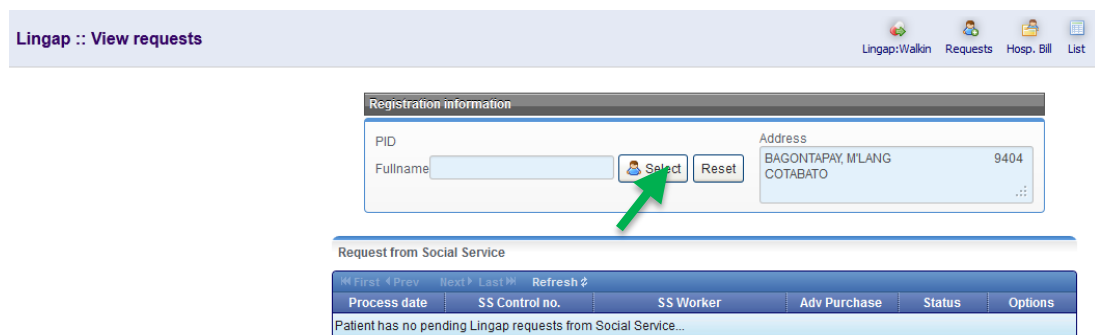 Lingap :: View requests
Lingap:Walkin Requests Hosp. Bill List
Registration information
PID
Address
Fullname
Select Reset
BAGONTAPAY, M'LANG 9404
COTABATO
Request from Social Service
First Prev Next Last Refresh
Process date SS Control no. SS Worker Adv Purchase Status Options
Patient has no pending Lingap requests from Social Service...